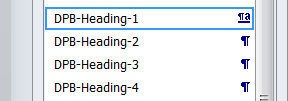 DPB-Heading-1 ¶a
DPB-Heading-2 ¶
DPB-Heading-3 ¶
DPB-Heading-4 ¶